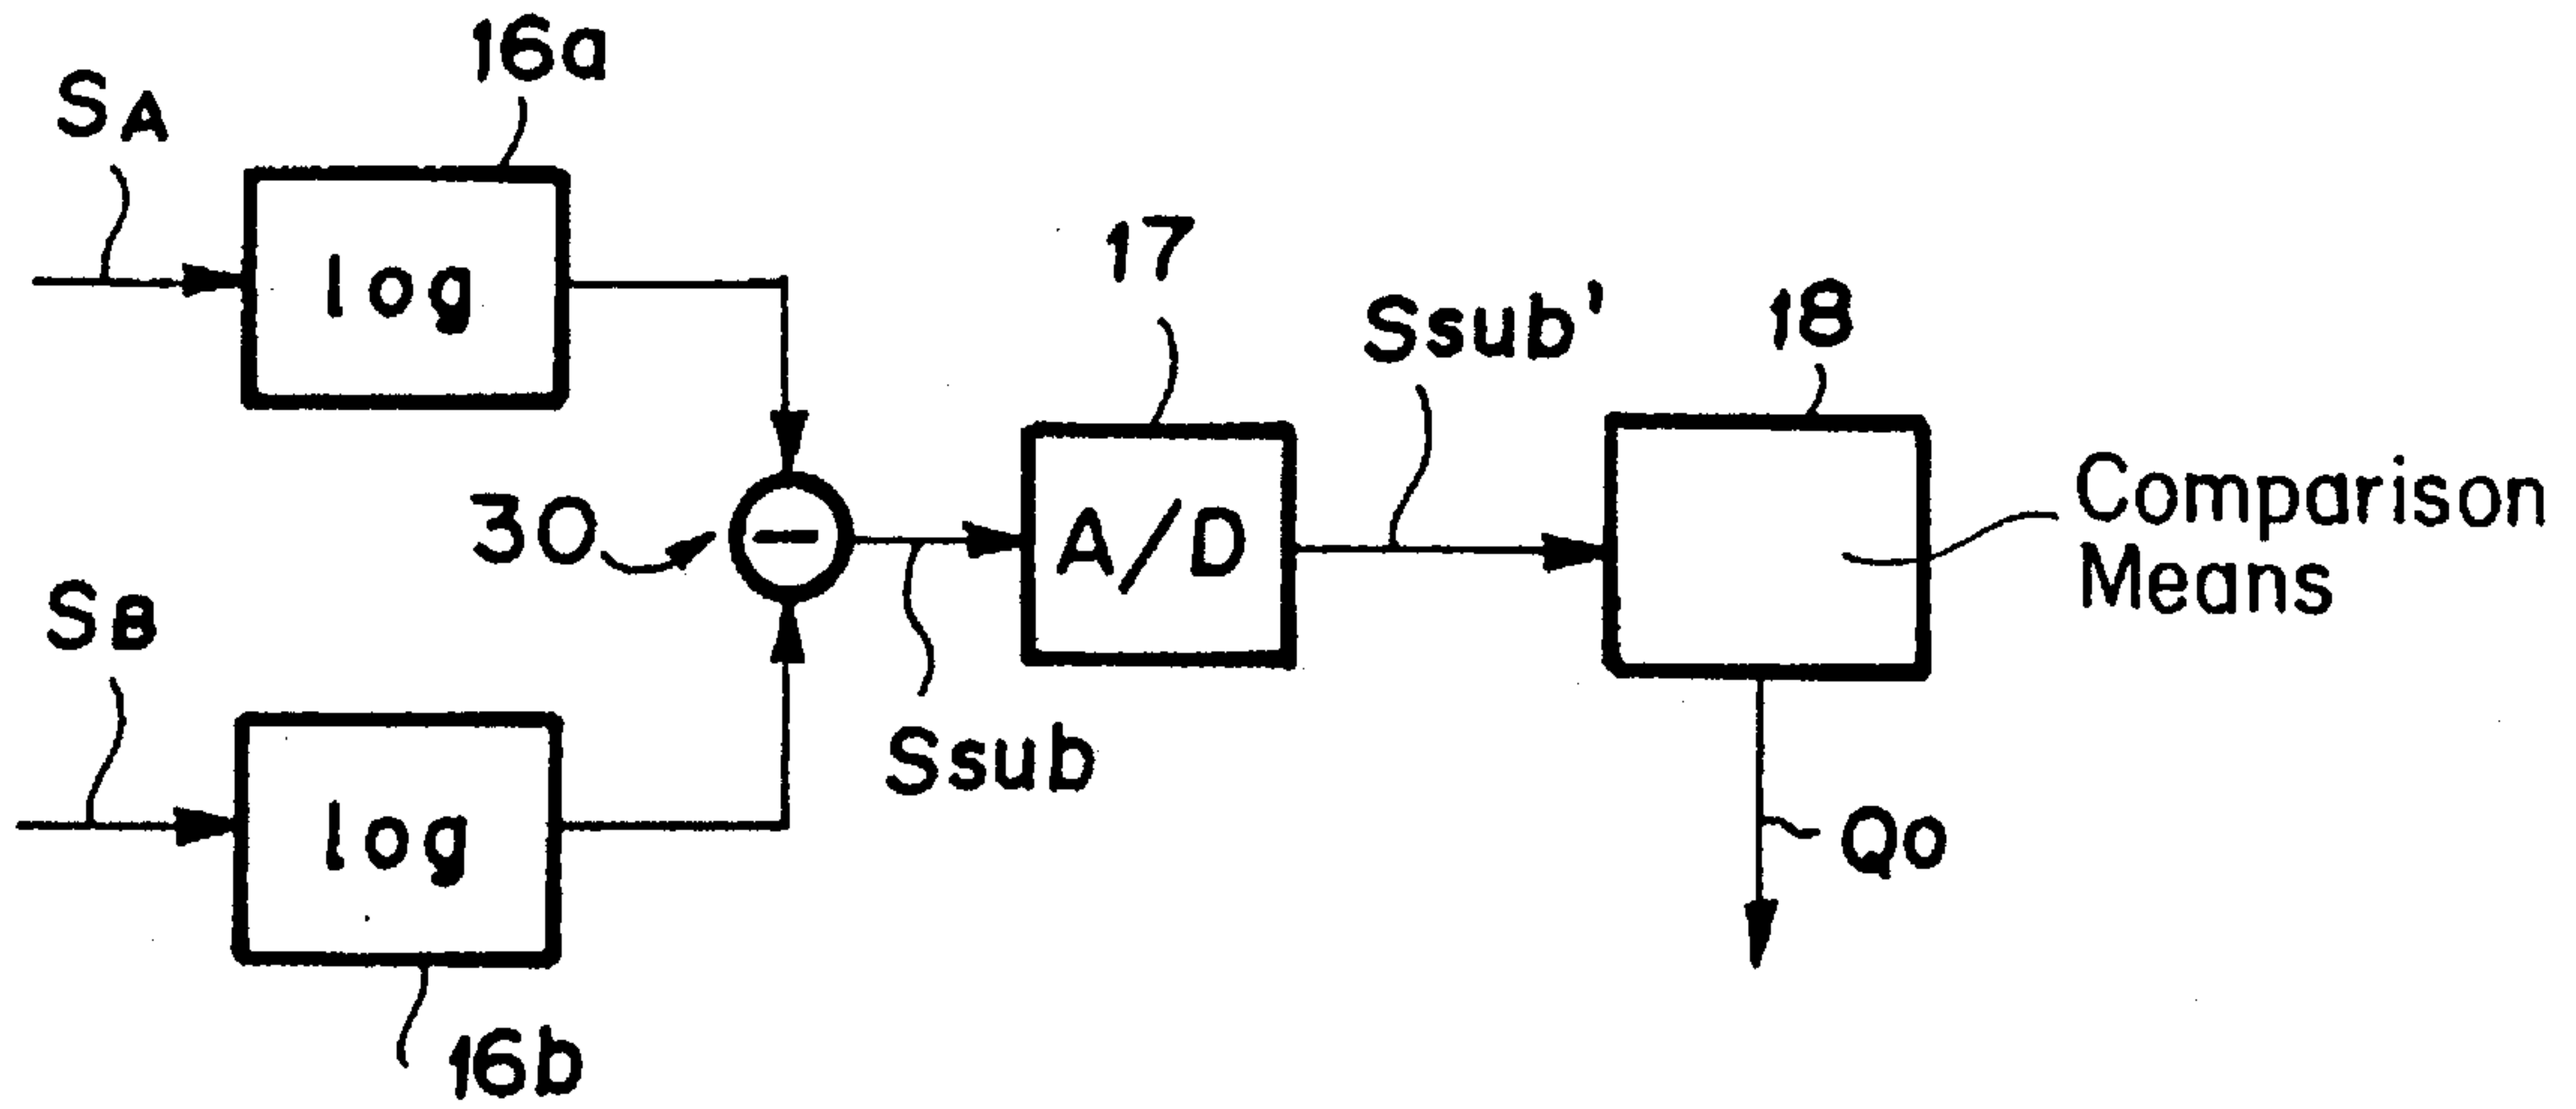 16a
SA
log
17
Ssub'
18
30
−
A/D
Comparison
Means
SB
Ssub
log
Qo
16b